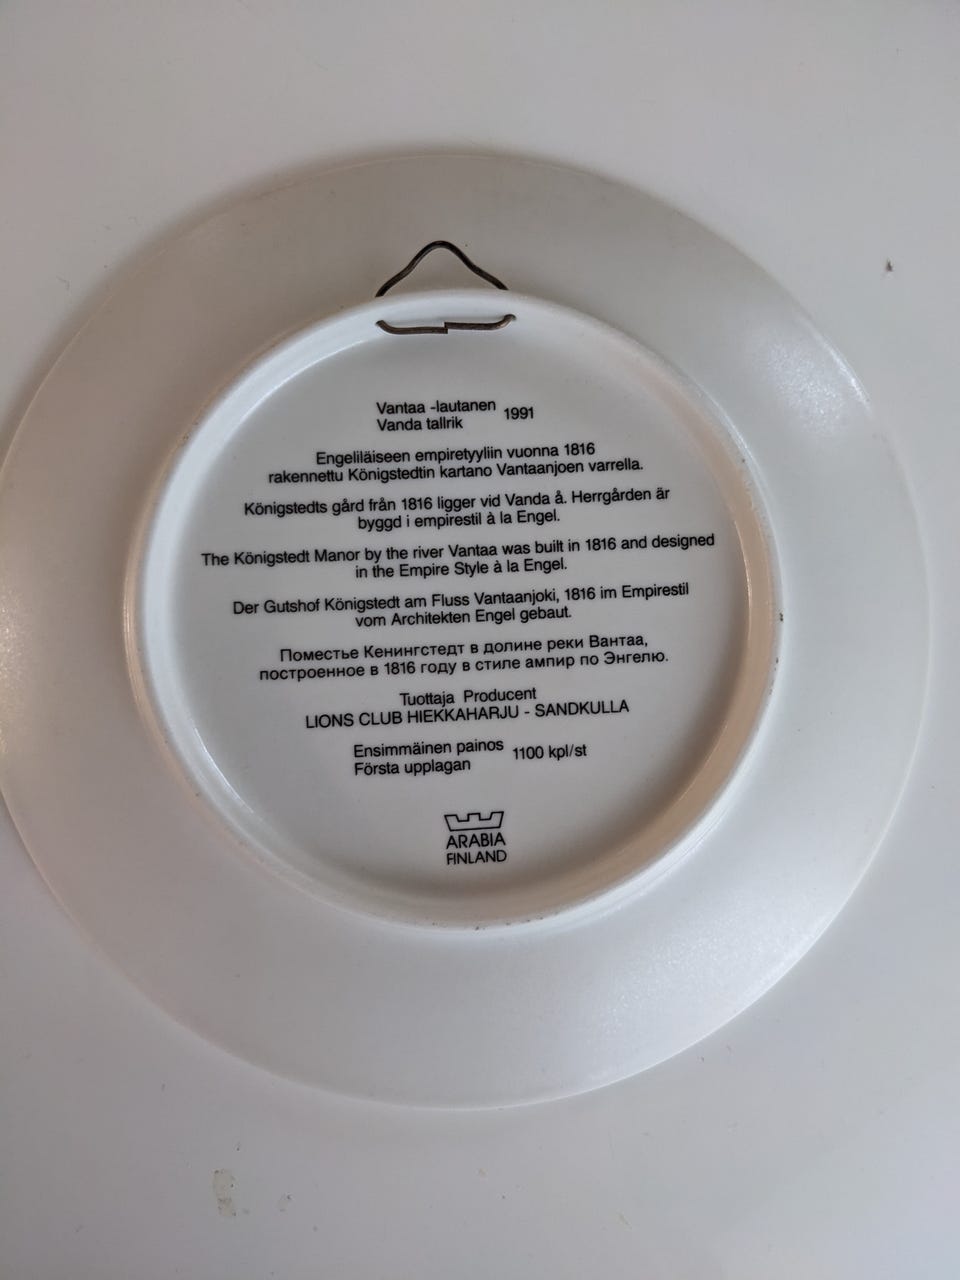 Vantaa -lautanen 1991
Vanda tallrik
Engeliläiseen empiretyyliin vuonna 1816
rakennettu Königstedtin kartano Vantaanjoen varrella.
Königstedts gård från 1816 ligger vid Vanda å. Herrgården är
byggd i empirestil à la Engel.
The Königstedt Manor by the river Vantaa was built in 1816 and designed
in the Empire Style à la Engel.
Der Gutshof Königstedt am Fluss Vantaanjoki, 1816 im Empirestil
vom Architekten Engel gebaut.
Поместье Кенингстедт в долине реки Вантаа,
построенное в 1816 году в стиле ампир по Энгелю.
Tuottaja Producent
LIONS CLUB HIEKKAHARJU - SANDKULLA
Ensimmäinen painos 1100 kpl/st
Första upplagan
ARABIA
FINLAND